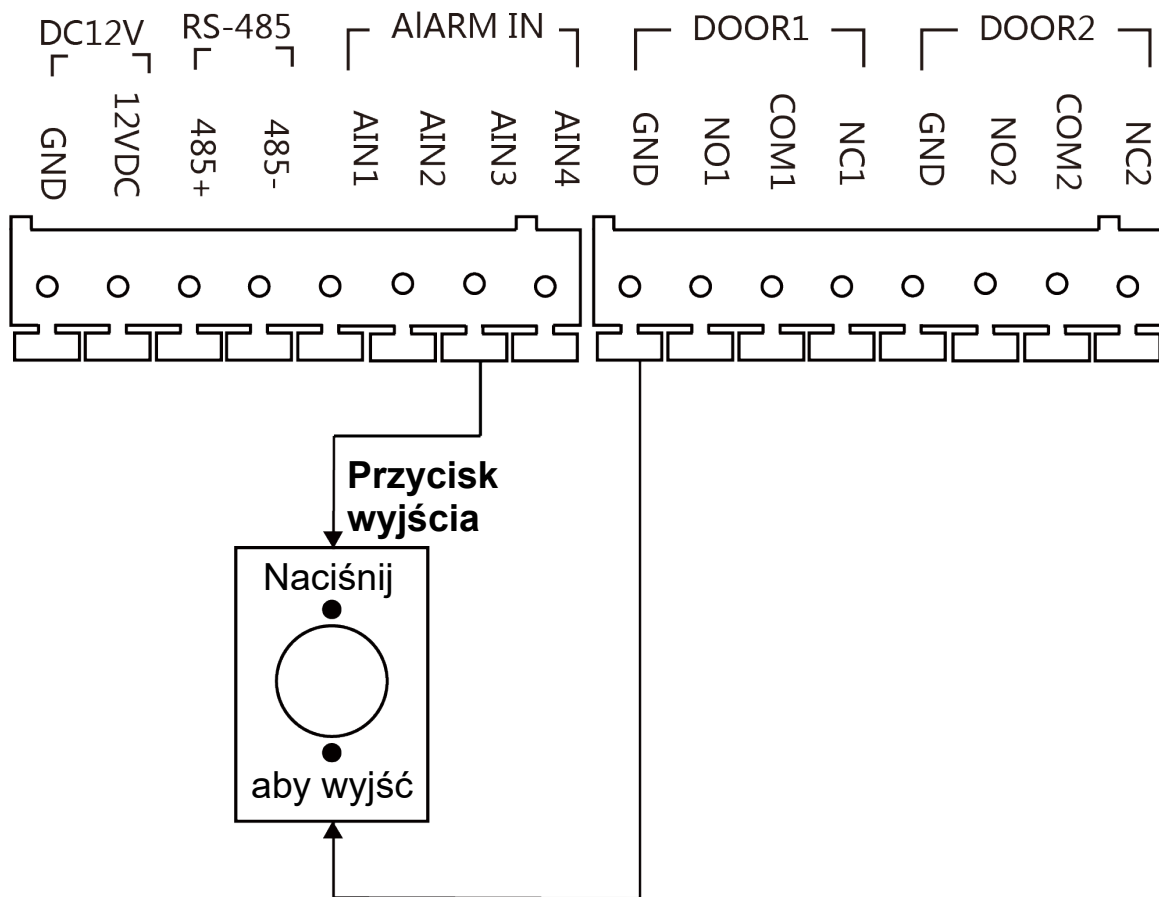 DC12V RS-485 AlARM IN DOOR1 DOOR2
GND 12VDC 485+ 485- AIN1 AIN2 AIN3 AIN4 GND NO1 COM1 NC1 GND NO2 COM2 NC2
Przycisk
wyjścia
Naciśnij
aby wyjść